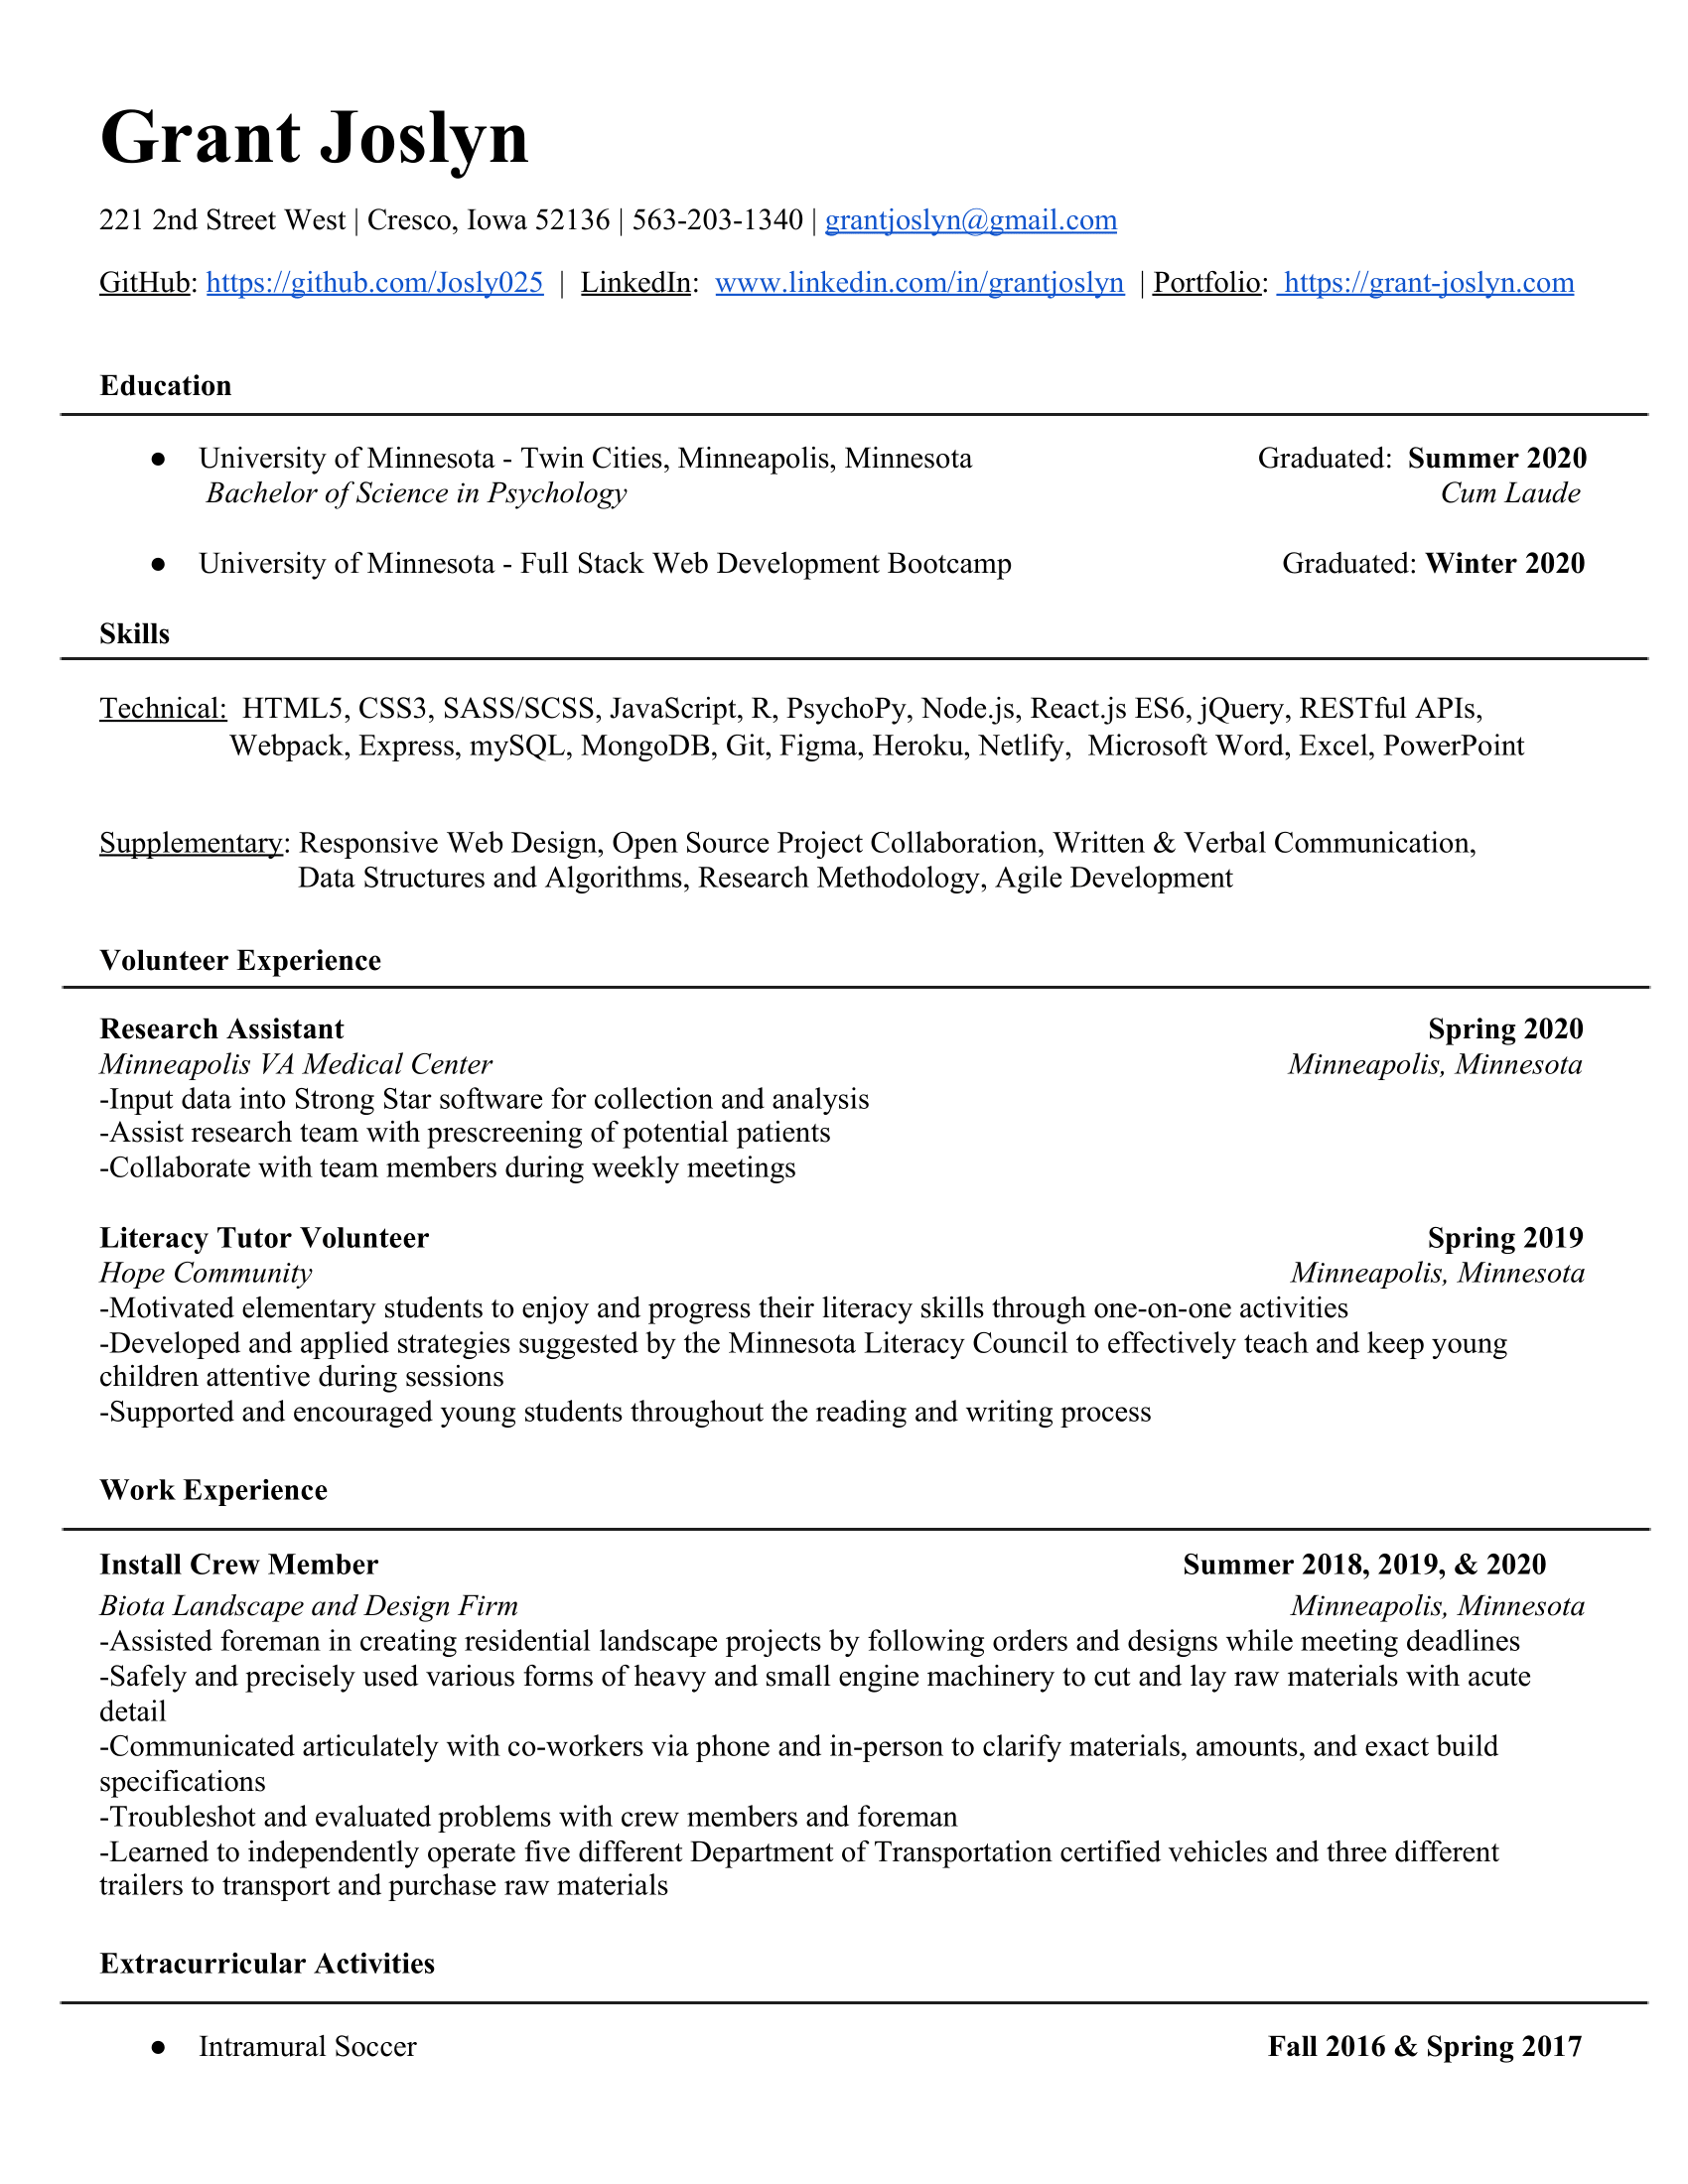 Grant Joslyn
221 2nd Street West | Cresco, Iowa 52136 | 563-203-1340 | grantjoslyn@gmail.com
GitHub: https://github.com/Josly025 | LinkedIn: www.linkedin.com/in/grantjoslyn | Portfolio: https://grant-joslyn.com
Education
● University of Minnesota - Twin Cities, Minneapolis, Minnesota Graduated: Summer 2020
Bachelor of Science in Psychology Cum Laude
● University of Minnesota - Full Stack Web Development Bootcamp Graduated: Winter 2020
Skills
Technical: HTML5, CSS3, SASS/SCSS, JavaScript, R, PsychoPy, Node.js, React.js ES6, jQuery, RESTful APIs,
Webpack, Express, mySQL, MongoDB, Git, Figma, Heroku, Netlify, Microsoft Word, Excel, PowerPoint
Supplementary: Responsive Web Design, Open Source Project Collaboration, Written & Verbal Communication,
Data Structures and Algorithms, Research Methodology, Agile Development
Volunteer Experience
Research Assistant Spring 2020
Minneapolis VA Medical Center Minneapolis, Minnesota
-Input data into Strong Star software for collection and analysis
-Assist research team with prescreening of potential patients
-Collaborate with team members during weekly meetings
Literacy Tutor Volunteer Spring 2019
Hope Community Minneapolis, Minnesota
-Motivated elementary students to enjoy and progress their literacy skills through one-on-one activities
-Developed and applied strategies suggested by the Minnesota Literacy Council to effectively teach and keep young
children attentive during sessions
-Supported and encouraged young students throughout the reading and writing process
Work Experience
Install Crew Member Summer 2018, 2019, & 2020
Biota Landscape and Design Firm Minneapolis, Minnesota
-Assisted foreman in creating residential landscape projects by following orders and designs while meeting deadlines
-Safely and precisely used various forms of heavy and small engine machinery to cut and lay raw materials with acute
detail
-Communicated articulately with co-workers via phone and in-person to clarify materials, amounts, and exact build
specifications
-Troubleshot and evaluated problems with crew members and foreman
-Learned to independently operate five different Department of Transportation certified vehicles and three different
trailers to transport and purchase raw materials
Extracurricular Activities
● Intramural Soccer Fall 2016 & Spring 2017